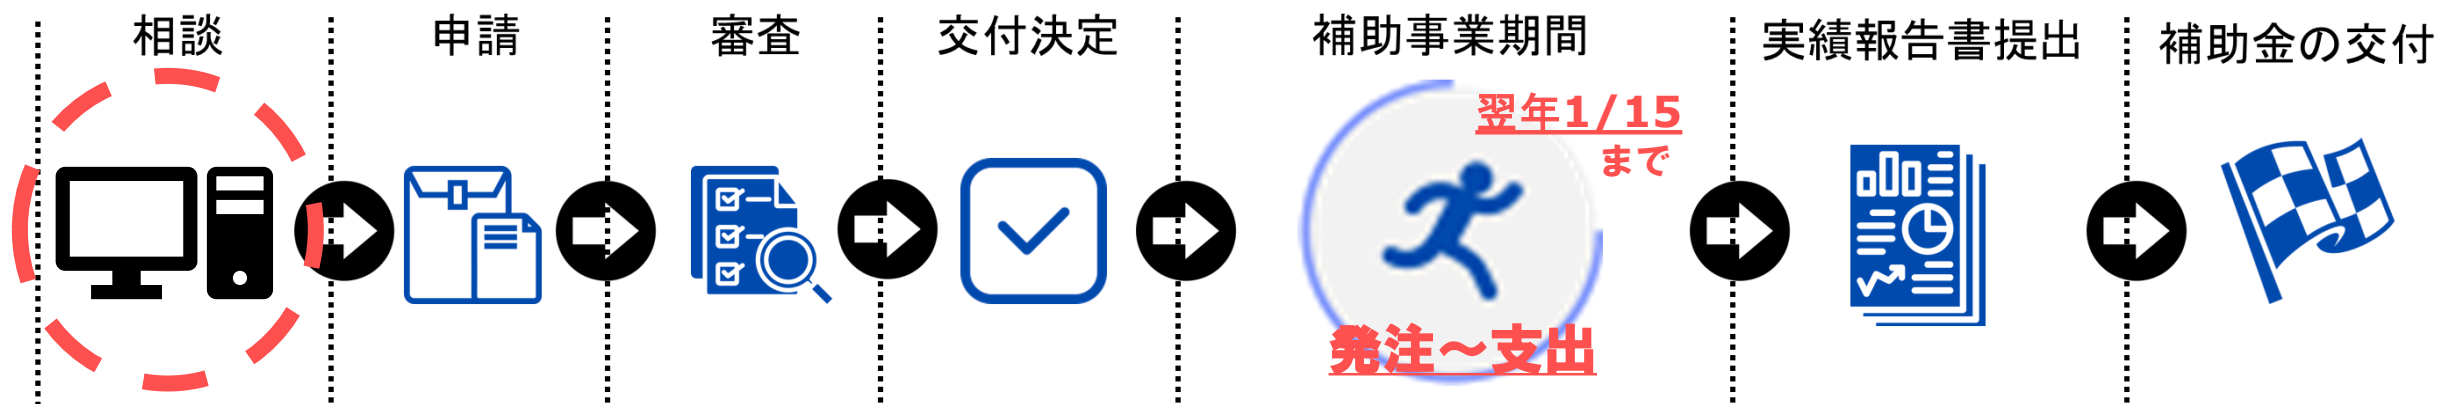 相談
申請
審査
交付決定
補助事業期間
実績報告書提出
補助金の交付
翌年1/15
まで
発注～支出